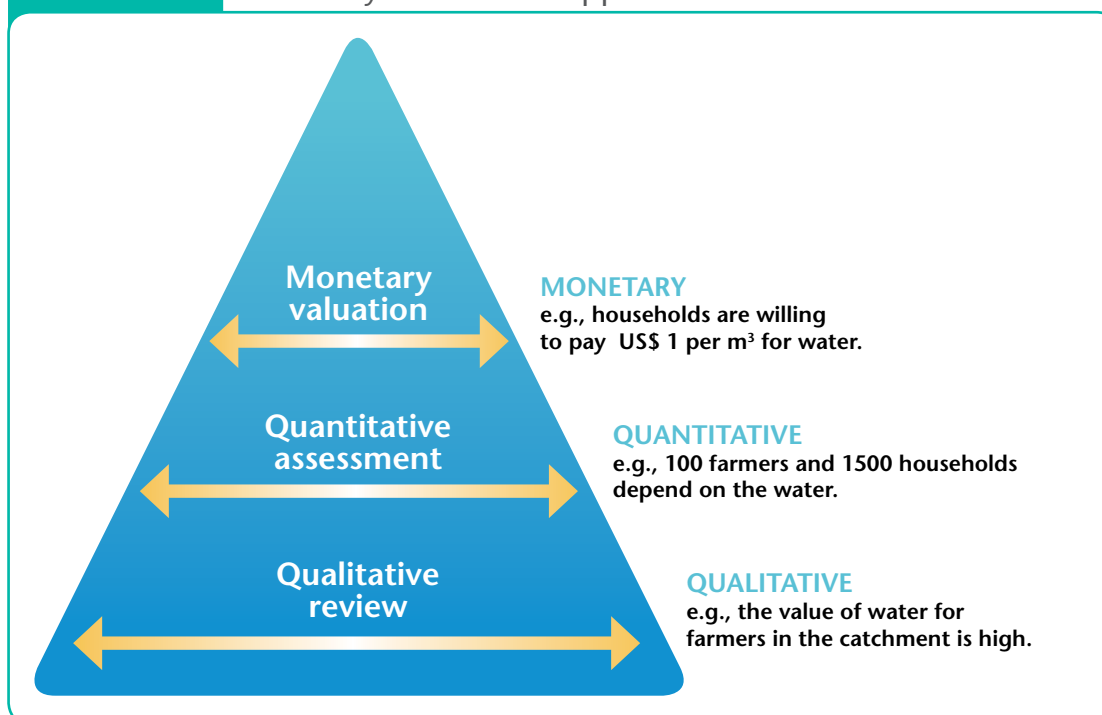 Monetary
valuation
MONETARY
e.g., households are willing
to pay US$ 1 per m³ for water.
Quantitative
assessment
QUANTITATIVE
e.g., 100 farmers and 1500 households
depend on the water.
Qualitative
review
QUALITATIVE
e.g., the value of water for
farmers in the catchment is high.